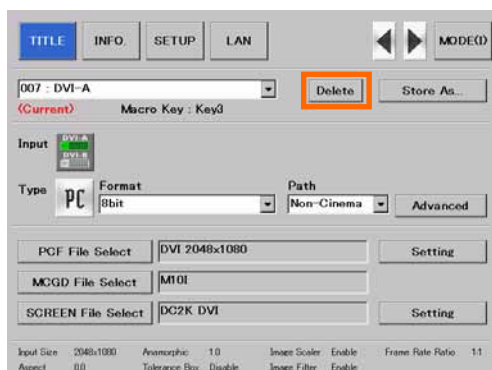 TITLE INFO. SETUP LAN MODE(I)
007 : DVI-A Delete Store As...
(Current) Macro Key : Key3
Input DVI-A
DVI-B
Type PC Format Path
8bit Non-Cinema Advanced
PCF File Select DVI 2048x1080 Setting
MCGD File Select M10I
SCREEN File Select DC2K DVI Setting
Input Size 2048x1080 Anamorphic 1.0 Image Scaler Enable Frame Rate Ratio 1:1
Aspect 0.0 Tolerance Box Disable Image Filter Enable